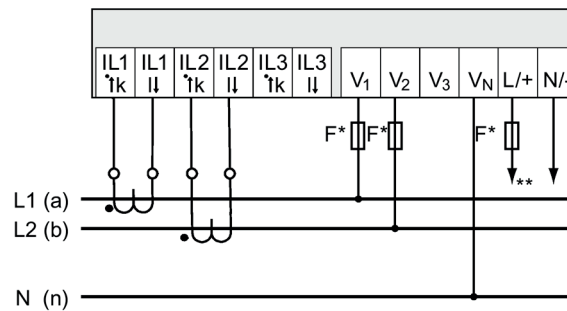 IL1 IL1 IL2 IL2 IL3 IL3
k l k l k l V1 V2 V3 VN L/+ N/-
F* F* F*
**
L1 (a)
L2 (b)
N (n)